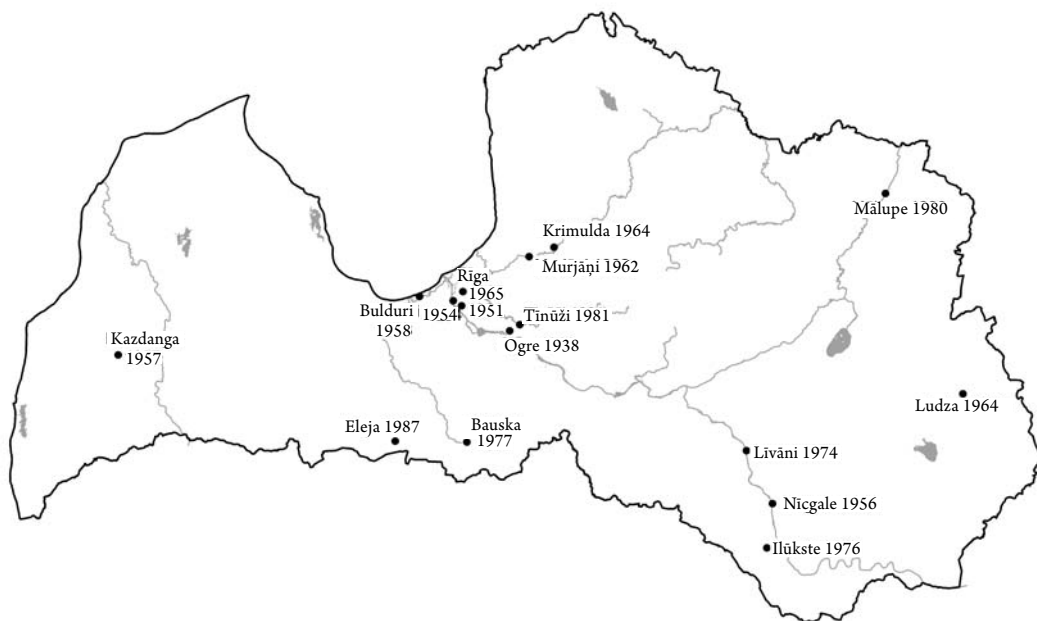 Mālupe 1980
Krimulda 1964
Murjāņi 1962
Rīga
1965
1951
1954
Bulduri
1958
Tīnūži 1981
Ogre 1938
Kazdanga
1957
Ludza 1964
Eleja 1987
Bauska
1977
Līvāni 1974
Nīcgale 1956
Ilūkste 1976